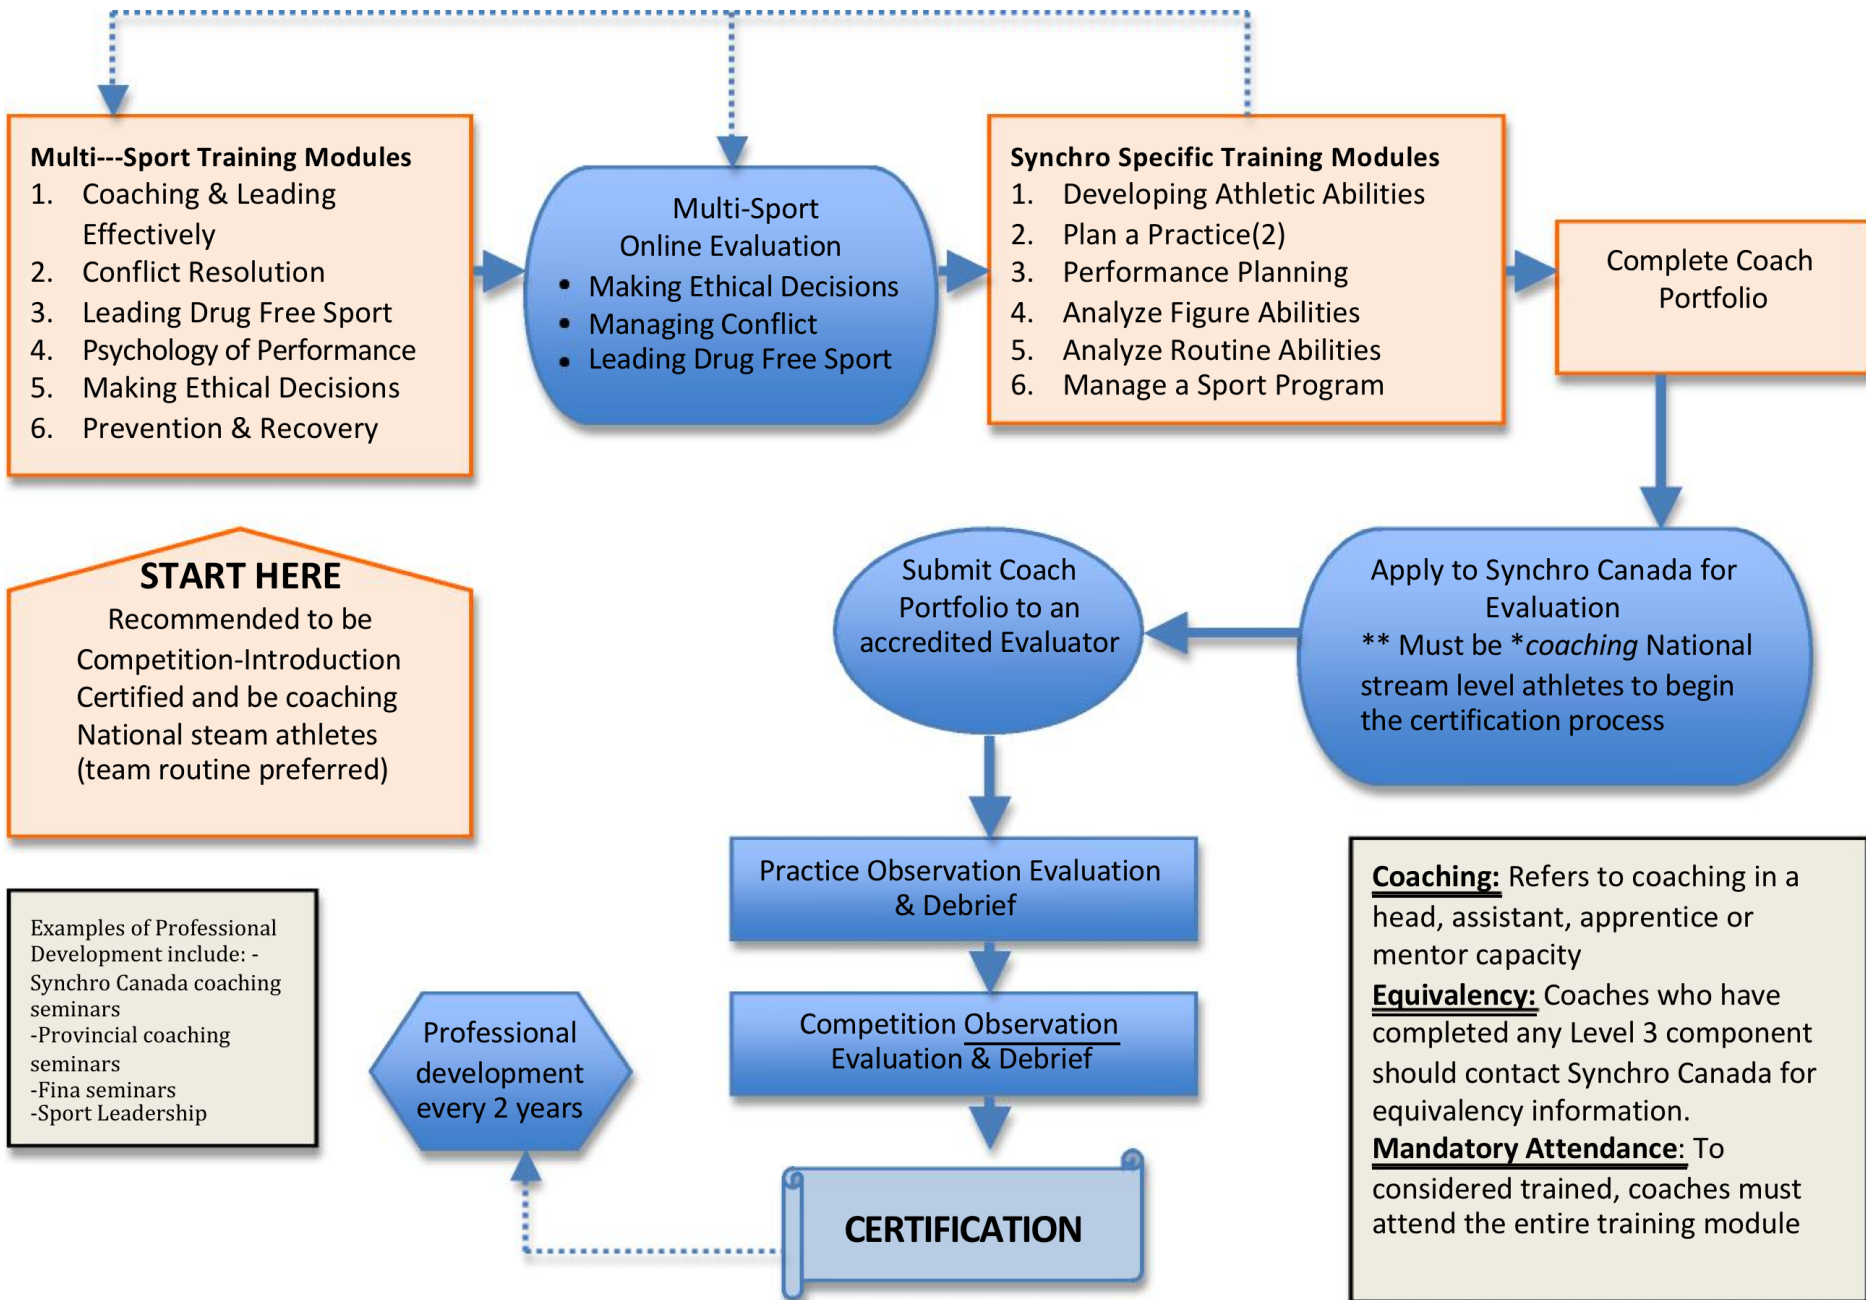 Multi---Sport Training Modules
1. Coaching & Leading
Effectively
2. Conflict Resolution
3. Leading Drug Free Sport
4. Psychology of Performance
5. Making Ethical Decisions
6. Prevention & Recovery
Multi-Sport
Online Evaluation
• Making Ethical Decisions
• Managing Conflict
• Leading Drug Free Sport
Synchro Specific Training Modules
1. Developing Athletic Abilities
2. Plan a Practice(2)
3. Performance Planning
4. Analyze Figure Abilities
5. Analyze Routine Abilities
6. Manage a Sport Program
Complete Coach
Portfolio
START HERE
Recommended to be
Competition-Introduction
Certified and be coaching
National steam athletes
(team routine preferred)
Submit Coach
Portfolio to an
accredited Evaluator
Apply to Synchro Canada for
Evaluation
** Must be *coaching National
stream level athletes to begin
the certification process
Practice Observation Evaluation
& Debrief
Competition Observation
Evaluation & Debrief
CERTIFICATION
Professional
development
every 2 years
Examples of Professional
Development include: -
Synchro Canada coaching
seminars
-Provincial coaching
seminars
-Fina seminars
-Sport Leadership
Coaching: Refers to coaching in a
head, assistant, apprentice or
mentor capacity
Equivalency: Coaches who have
completed any Level 3 component
should contact Synchro Canada for
equivalency information.
Mandatory Attendance: To
considered trained, coaches must
attend the entire training module